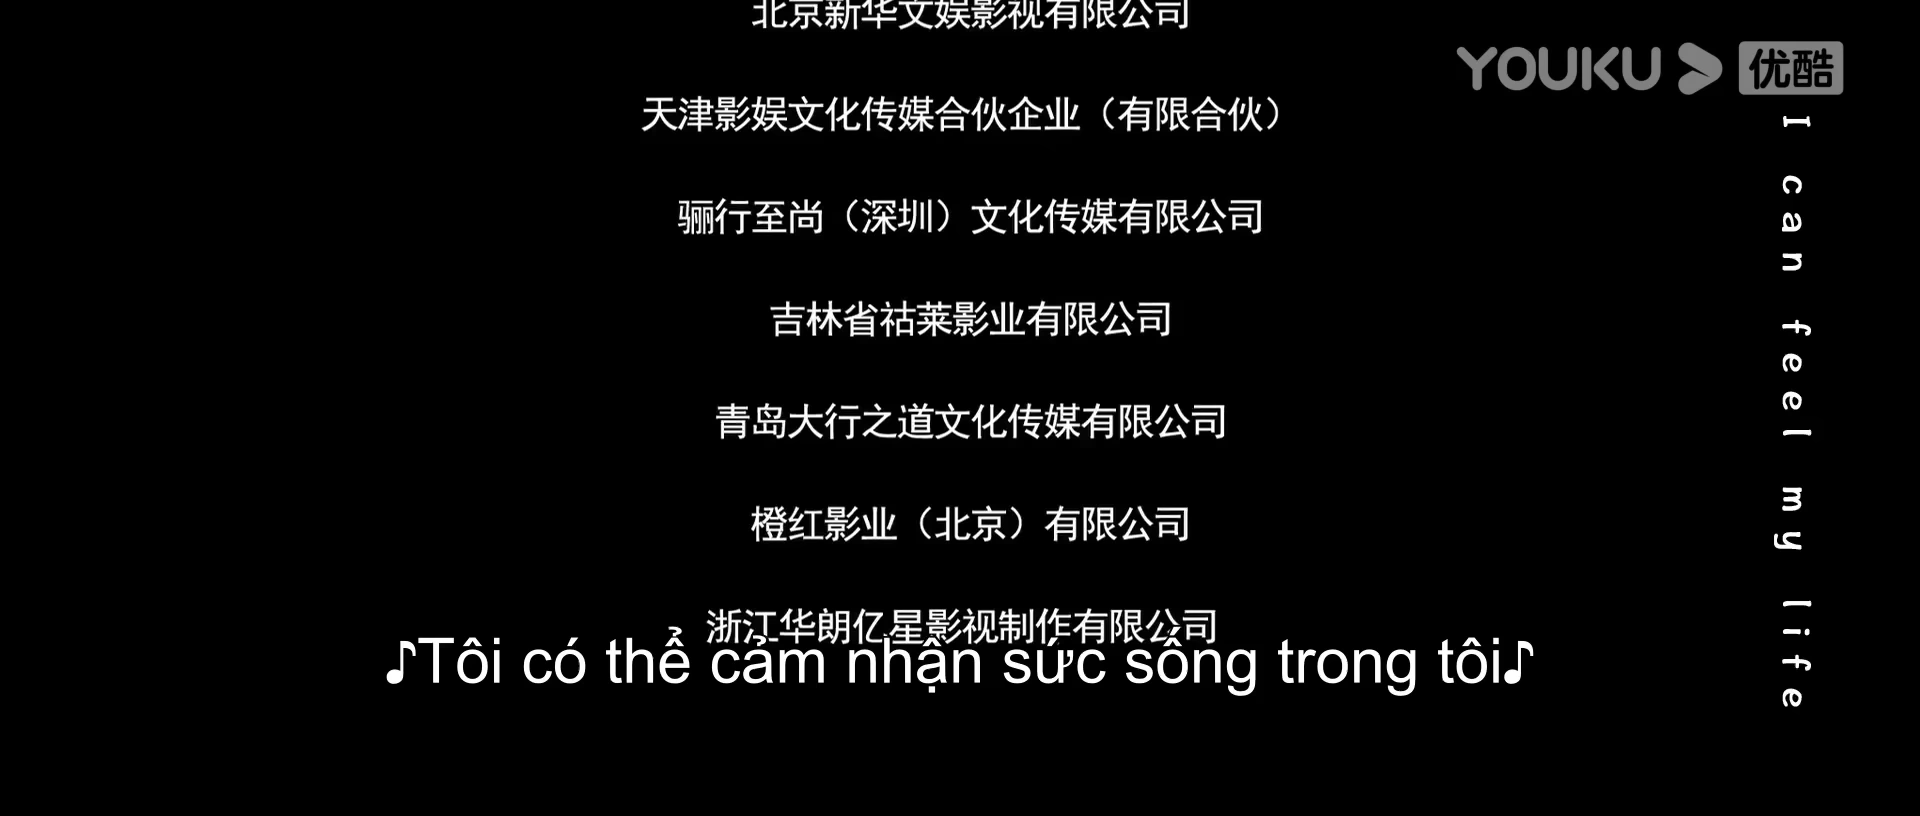 北京新华文娱影视有限公司
YOUKU 优酷
天津影娱文化传媒合伙企业（有限合伙）
骊行至尚（深圳）文化传媒有限公司
吉林省祜莱影业有限公司
青岛大行之道文化传媒有限公司
橙红影业（北京）有限公司
浙江华朗亿星影视制作有限公司
♪Tôi có thể cảm nhận sức sống trong tôi♪
I can feel my life